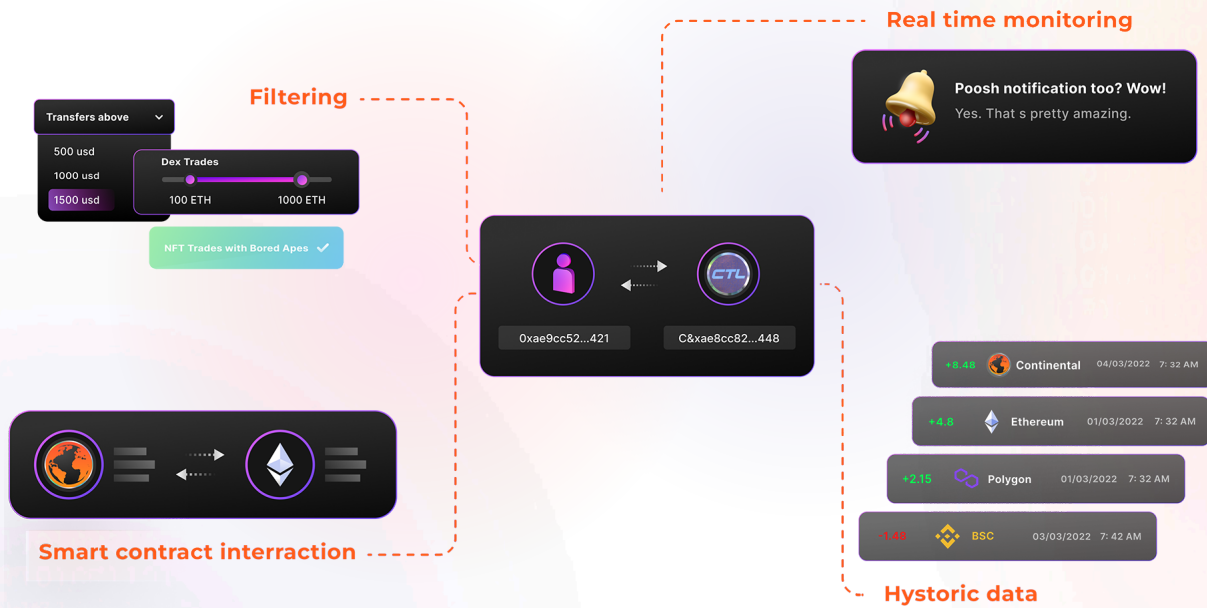 Real time monitoring
Poosh notification too? Wow!
Yes. That s pretty amazing.
Filtering
Transfers above
500 usd
1000 usd
1500 usd
Dex Trades
100 ETH
1000 ETH
NFT Trades with Bored Apes
CTL
0xae9cc52...421
C&xae8cc82...448
+8.48 Continental 04/03/2022 7: 32 AM
+4.8 Ethereum 01/03/2022 7: 32 AM
+2.15 Polygon 01/03/2022 7: 32 AM
-1.48 BSC 03/03/2022 7: 42 AM
Smart contract interraction
Hystoric data